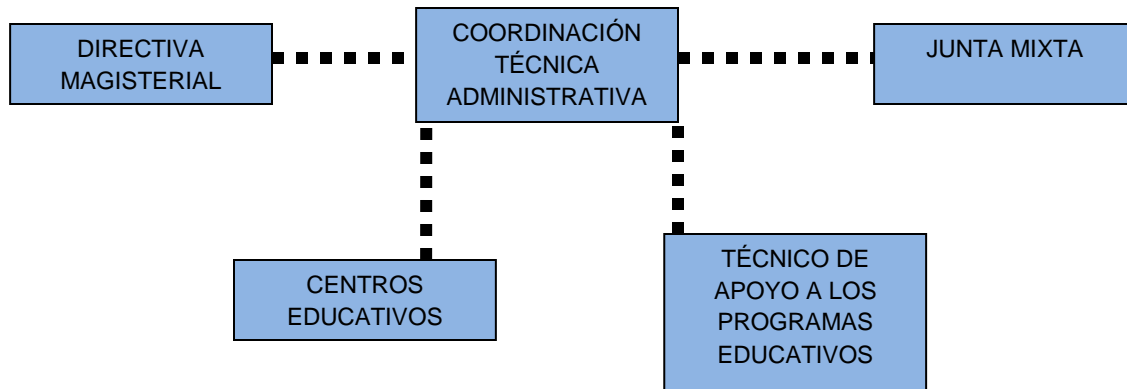 DIRECTIVA
MAGISTERIAL
COORDINACIÓN
TÉCNICA
ADMINISTRATIVA
JUNTA MIXTA
CENTROS
EDUCATIVOS
TÉCNICO DE
APOYO A LOS
PROGRAMAS
EDUCATIVOS